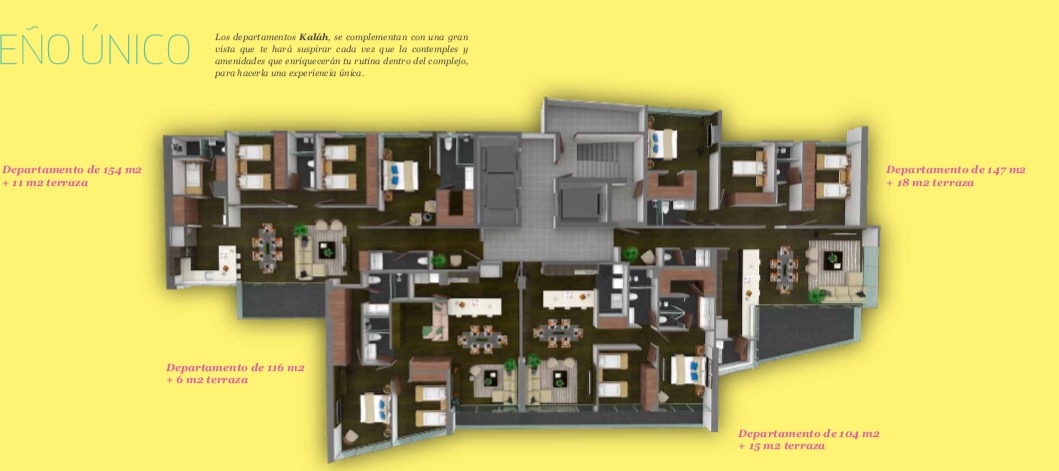 EÑO ÚNICO
Los departamentos Kaláh, se complementan con una gran
vista que te hará suspirar cada vez que la contemples y
amenidades que enriquecerán tu rutina dentro del complejo,
para hacerla una experiencia única.
Departamento de 154 m2
+ 11 m2 terraza
Departamento de 147 m2
+ 18 m2 terraza
Departamento de 116 m2
+ 6 m2 terraza
Departamento de 104 m2
+ 15 m2 terraza